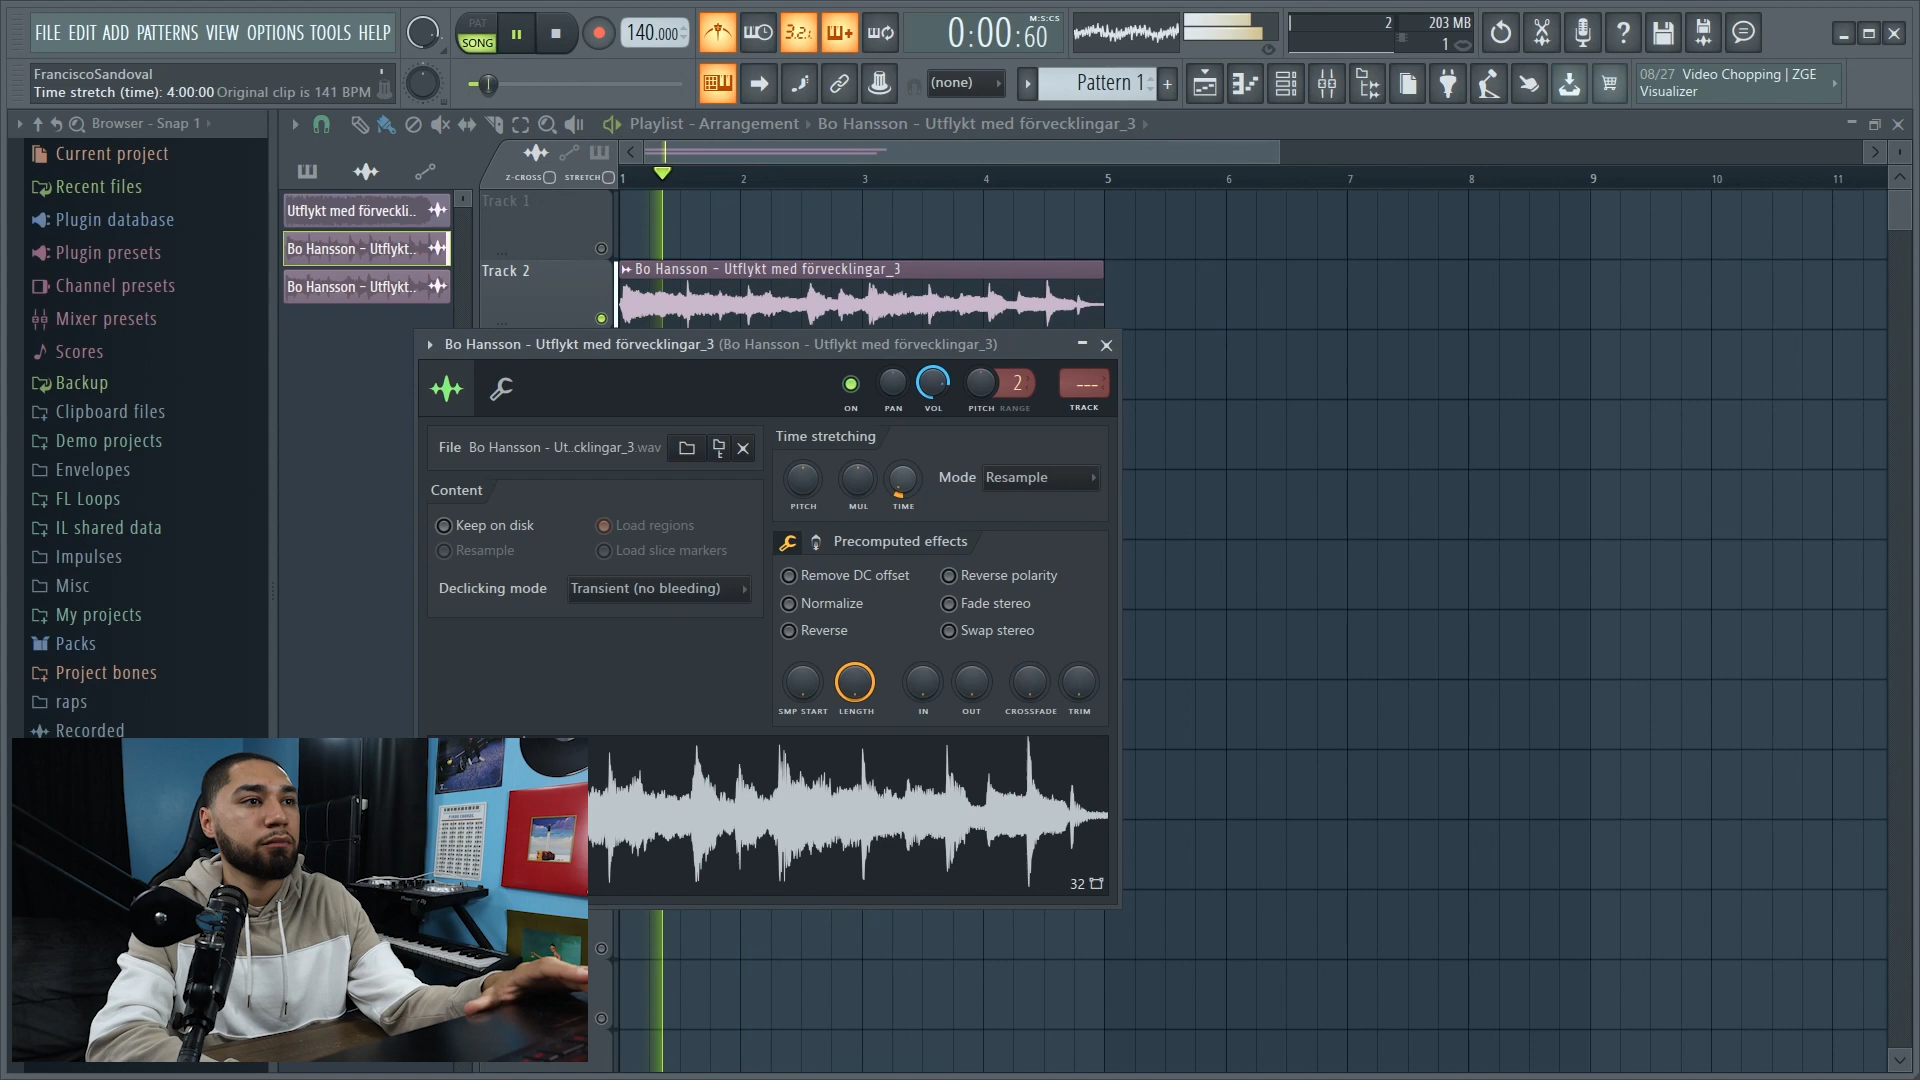 FILE EDIT ADD PATTERNS VIEW OPTIONS TOOLS HELP
PAT
SONG
140.000
3.2.
M:S:CS
0:00:60
2
203 MB
1
FranciscoSandoval
Time stretch (time): 4:00:00 Original clip is 141 BPM
(none)
Pattern 1
+
08/27 Video Chopping | ZGE
Visualizer
Browser - Snap 1
Playlist - Arrangement
Bo Hansson - Utflykt med förvecklingar_3
Current project
Recent files
Plugin database
Plugin presets
Channel presets
Mixer presets
Scores
Backup
Clipboard files
Demo projects
Envelopes
FL Loops
IL shared data
Impulses
Misc
My projects
Packs
Project bones
raps
Recorded
Utflykt med förveckli..
Bo Hansson - Utflykt..
Bo Hansson - Utflykt..
Z-CROSS
STRETCH
1 2 3 4 5 6 7 8 9 10 11
Track 1
Track 2
Bo Hansson - Utflykt med förvecklingar_3
Bo Hansson - Utflykt med förvecklingar_3 (Bo Hansson - Utflykt med förvecklingar_3)
2
---
ON PAN VOL PITCH RANGE TRACK
File Bo Hansson - Ut..cklingar_3.wav
Time stretching
PITCH MUL TIME
Mode Resample
Content
Keep on disk
Load regions
Resample
Load slice markers
Declicking mode Transient (no bleeding)
Precomputed effects
Remove DC offset
Reverse polarity
Normalize
Fade stereo
Reverse
Swap stereo
SMP START LENGTH IN OUT CROSSFADE TRIM
32